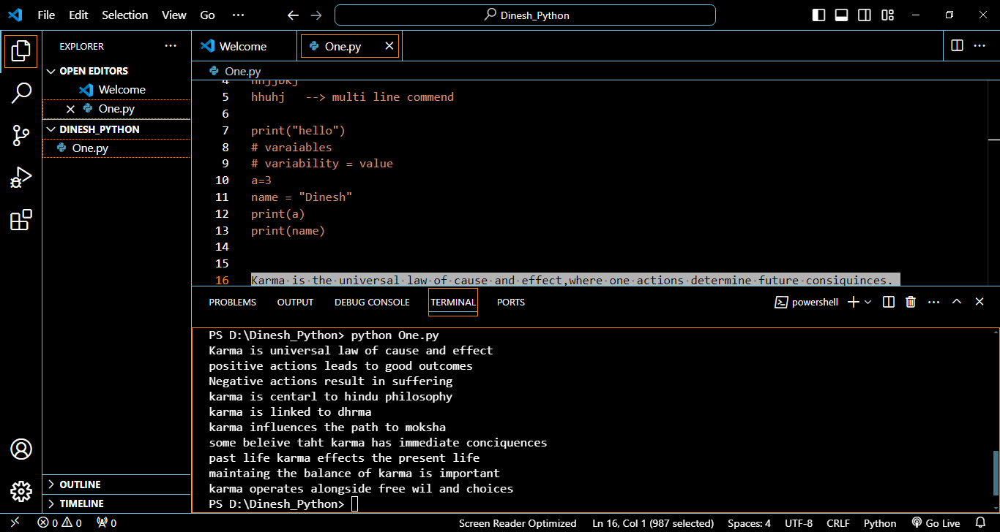 File Edit Selection View Go ··· Dinesh_Python
EXPLORER ···
OPEN EDITORS
Welcome
One.py
DINESH_PYTHON
One.py
OUTLINE
TIMELINE
Welcome One.py
One.py
4 hhjjbkj
5 hhuhj --> multi line commend
6
7 print("hello")
8 # varaiables
9 # variability = value
10 a=3
11 name = "Dinesh"
12 print(a)
13 print(name)
14
15
16 Karma is the universal law of cause and effect,where one actions determine future consiquinces.
PROBLEMS OUTPUT DEBUG CONSOLE TERMINAL PORTS powershell
PS D:\Dinesh_Python> python One.py
Karma is universal law of cause and effect
positive actions leads to good outcomes
Negative actions result in suffering
karma is centarl to hindu philosophy
karma is linked to dhrma
karma influences the path to moksha
some beleive taht karma has immediate conciquences
past life karma effects the present life
maintaing the balance of karma is important
karma operates alongside free wil and choices
PS D:\Dinesh_Python>
0 0 0 Screen Reader Optimized Ln 16, Col 1 (987 selected) Spaces: 4 UTF-8 CRLF Python Go Live